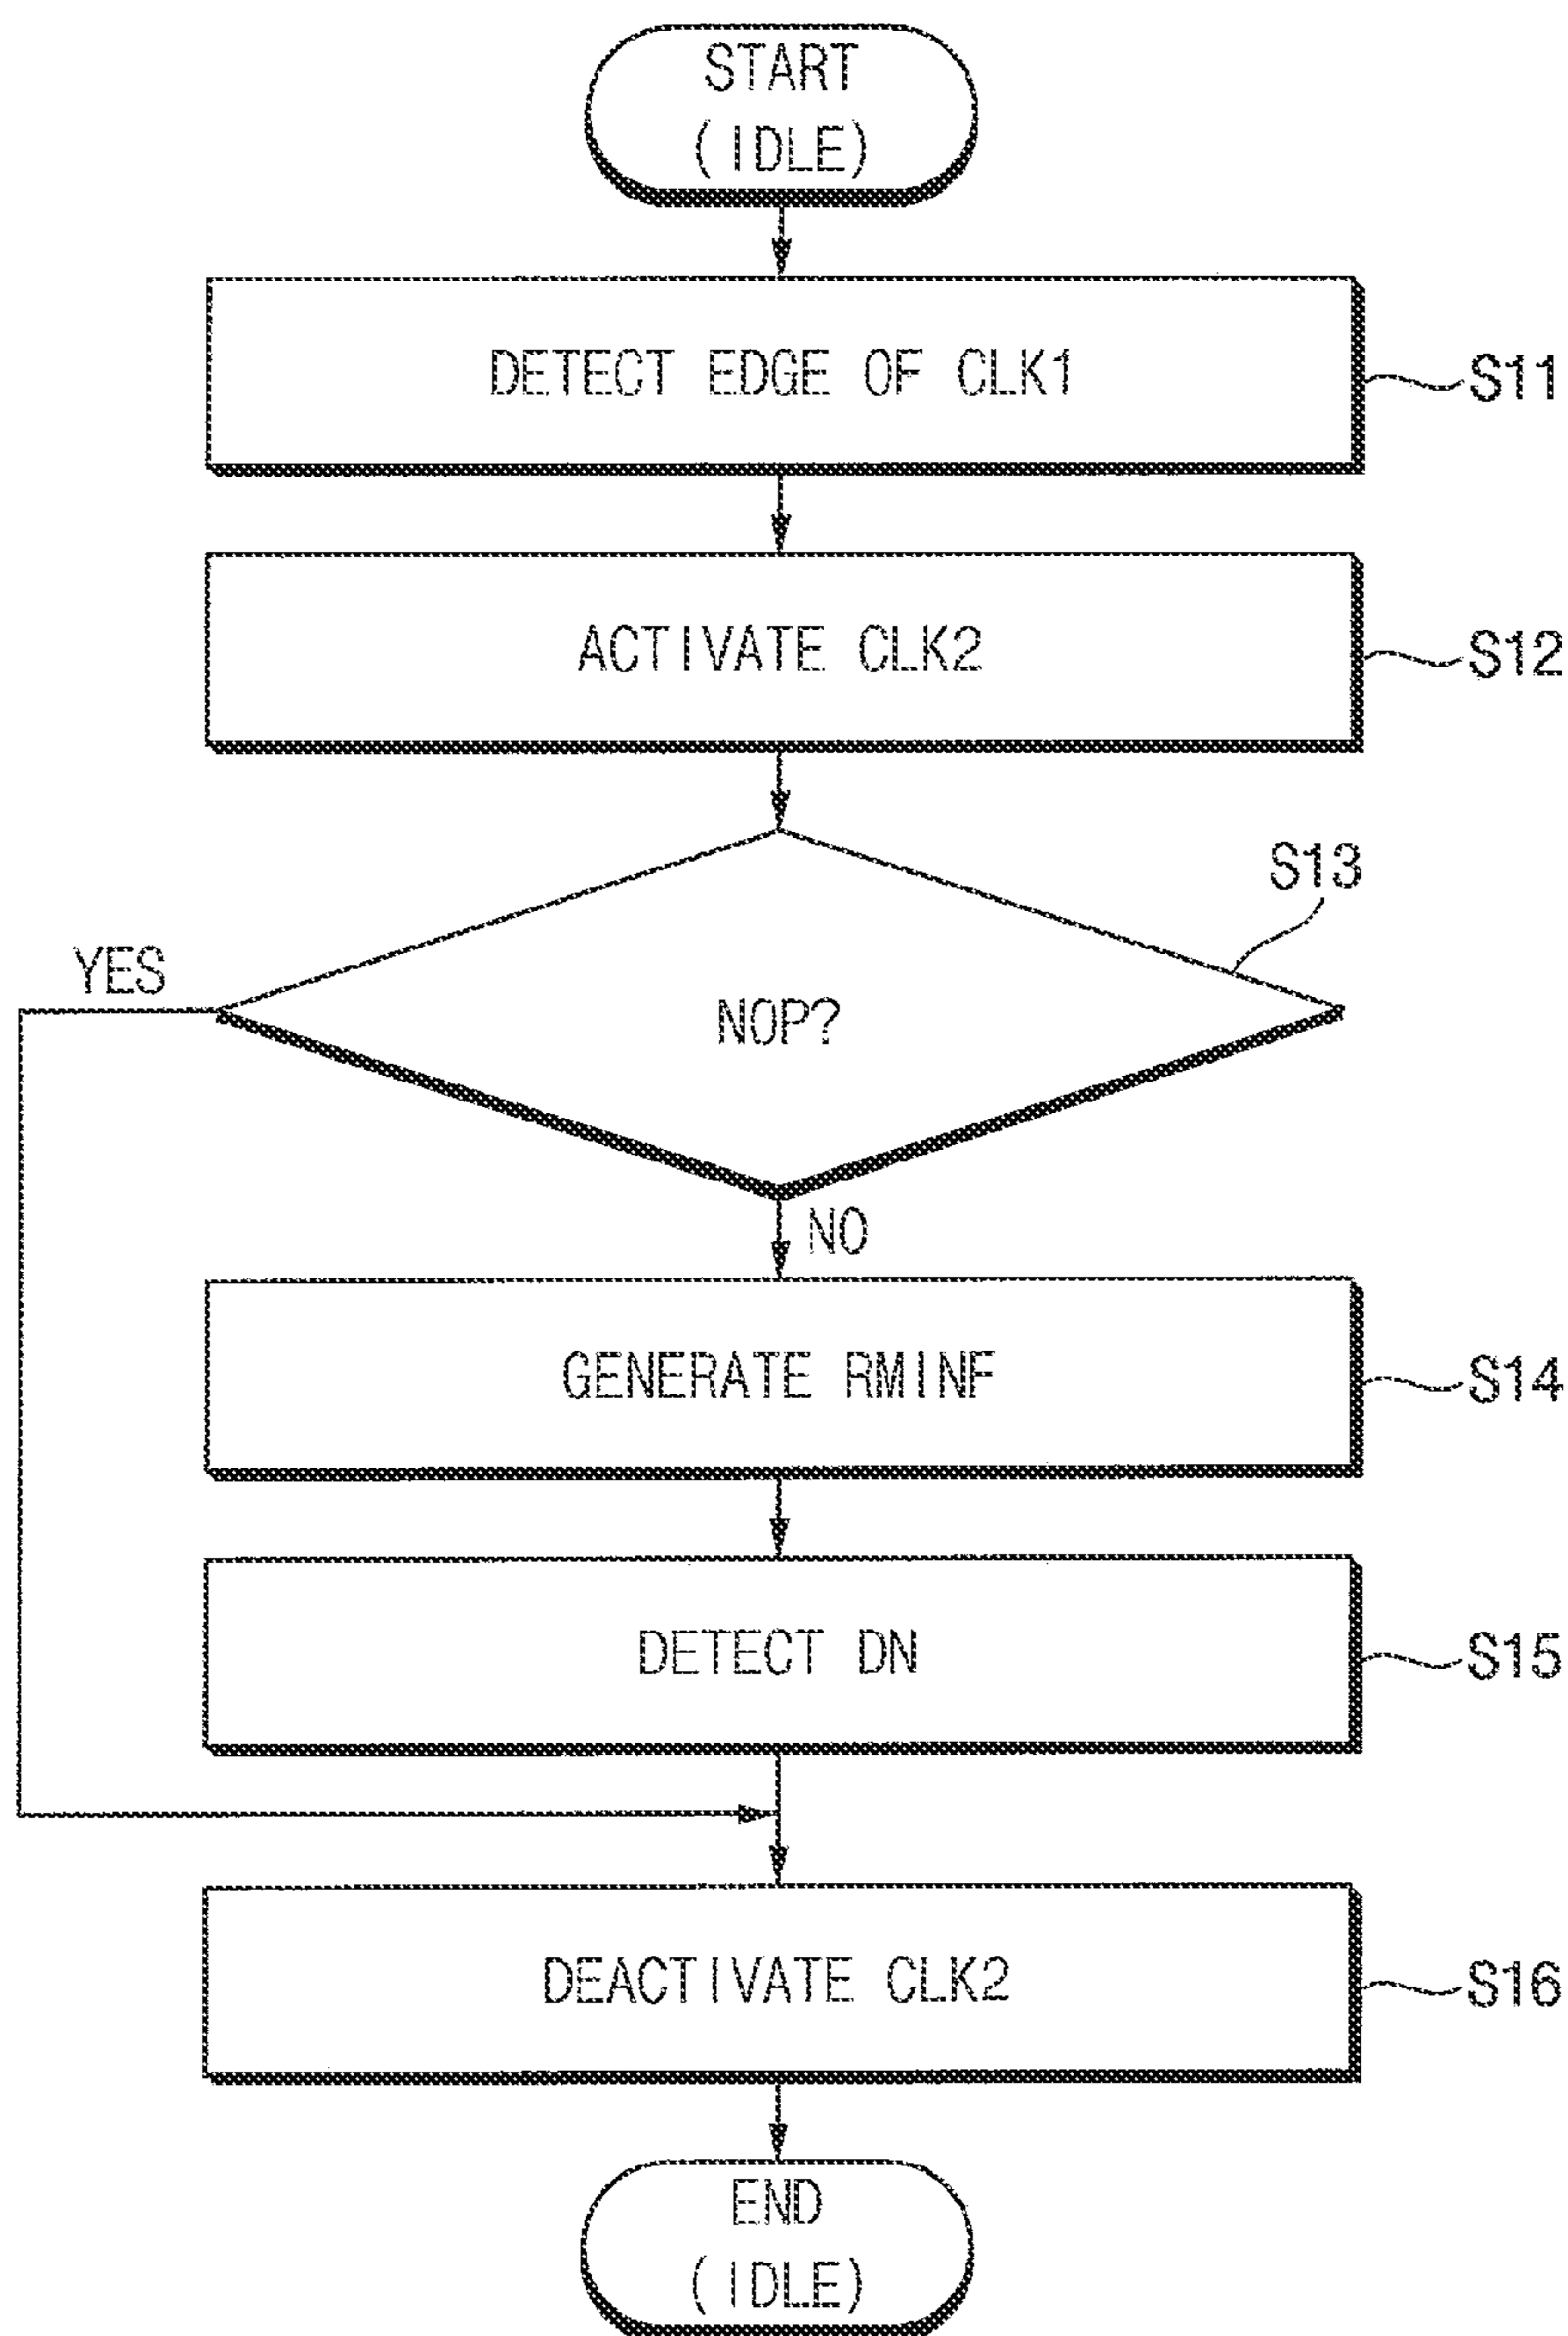 START
(IDLE)
DETECT EDGE OF CLK1
S11
ACTIVATE CLK2
S12
S13
YES
NOP?
NO
GENERATE RMINF
S14
DETECT DN
S15
DEACTIVATE CLK2
S16
END
(IDLE)